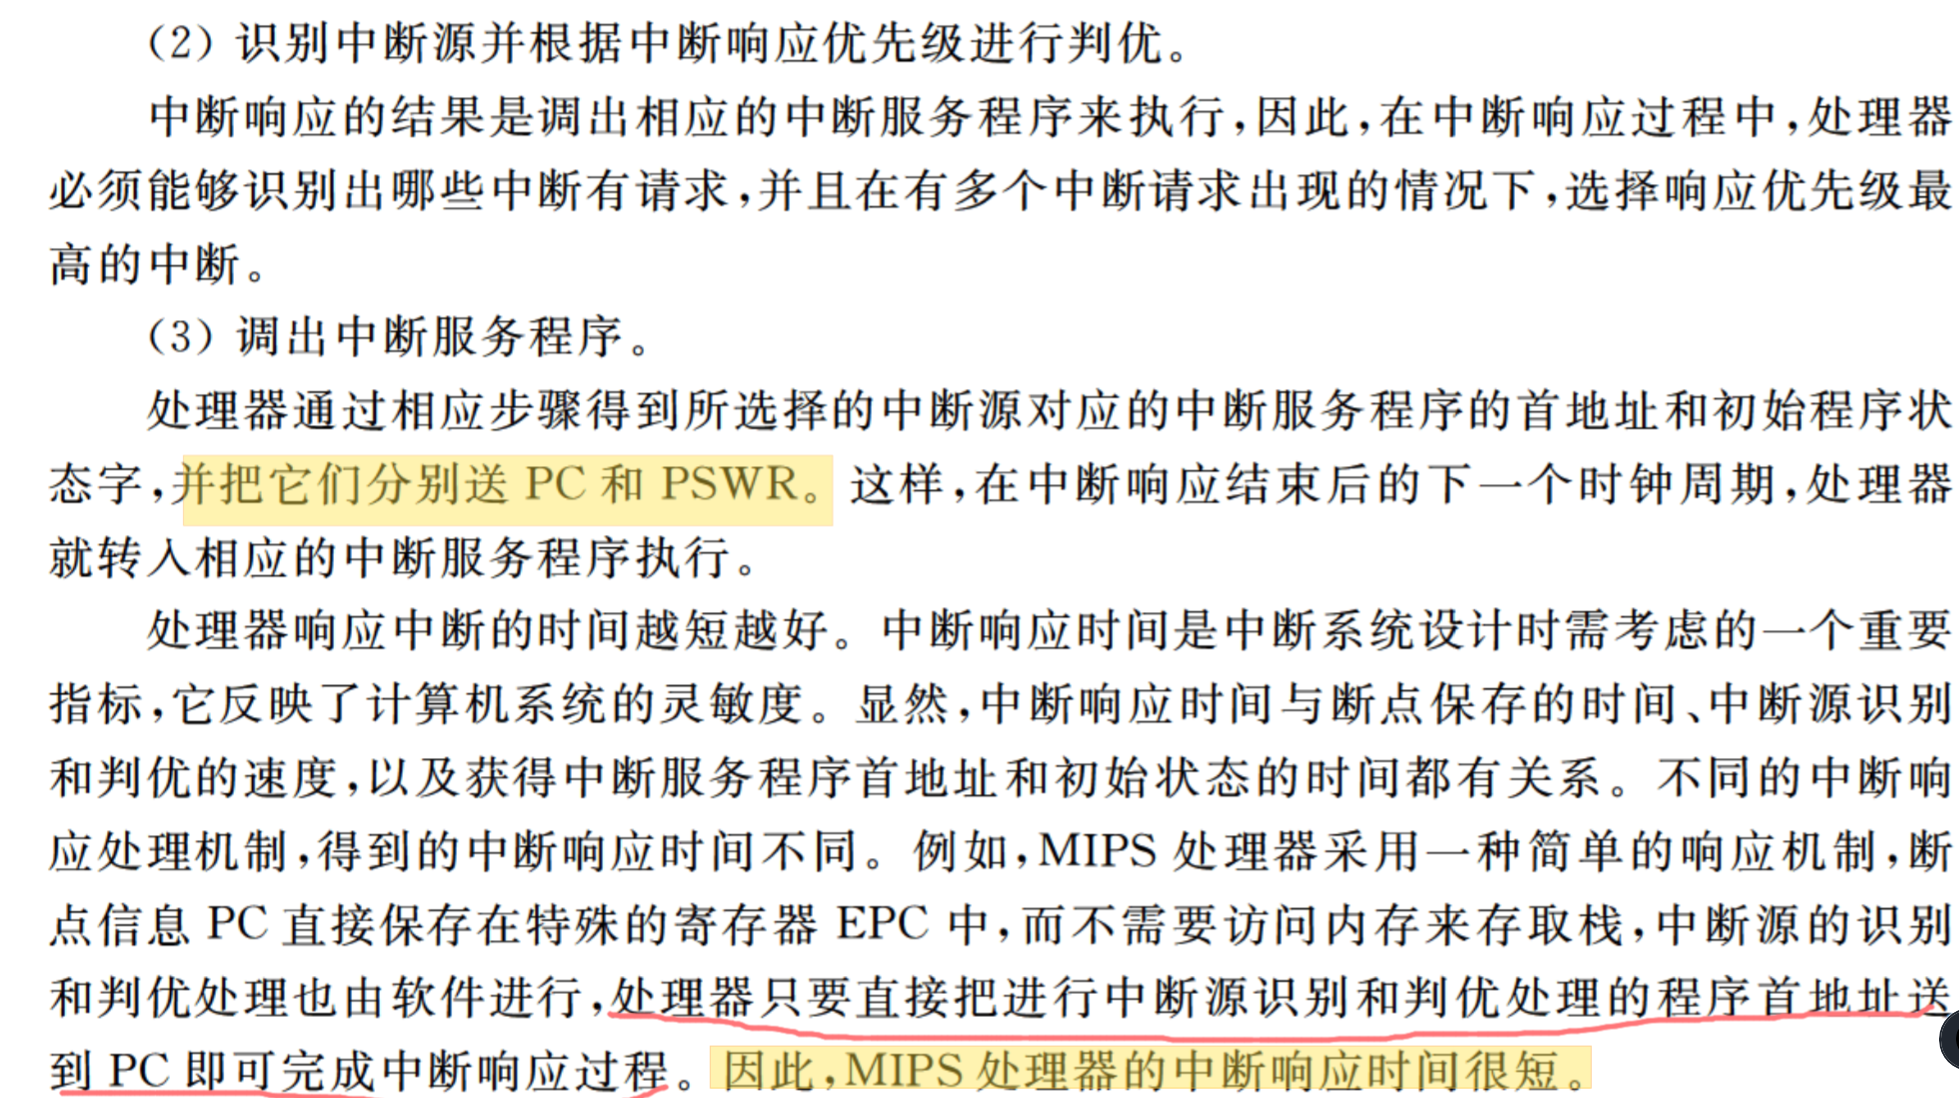 （2）识别中断源并根据中断响应优先级进行判优。
中断响应的结果是调出相应的中断服务程序来执行,因此,在中断响应过程中,处理器
必须能够识别出哪些中断有请求,并且在有多个中断请求出现的情况下,选择响应优先级最
高的中断。
（3）调出中断服务程序。
处理器通过相应步骤得到所选择的中断源对应的中断服务程序的首地址和初始程序状
态字,并把它们分别送 PC 和 PSWR。这样,在中断响应结束后的下一个时钟周期,处理器
就转入相应的中断服务程序执行。
处理器响应中断的时间越短越好。中断响应时间是中断系统设计时需考虑的一个重要
指标,它反映了计算机系统的灵敏度。显然,中断响应时间与断点保存的时间、中断源识别
和判优的速度,以及获得中断服务程序首地址和初始状态的时间都有关系。不同的中断响
应处理机制,得到的中断响应时间不同。例如,MIPS 处理器采用一种简单的响应机制,断
点信息 PC 直接保存在特殊的寄存器 EPC 中,而不需要访问内存来存取栈,中断源的识别
和判优处理也由软件进行,处理器只要直接把进行中断源识别和判优处理的程序首地址送
到 PC 即可完成中断响应过程。因此,MIPS 处理器的中断响应时间很短。